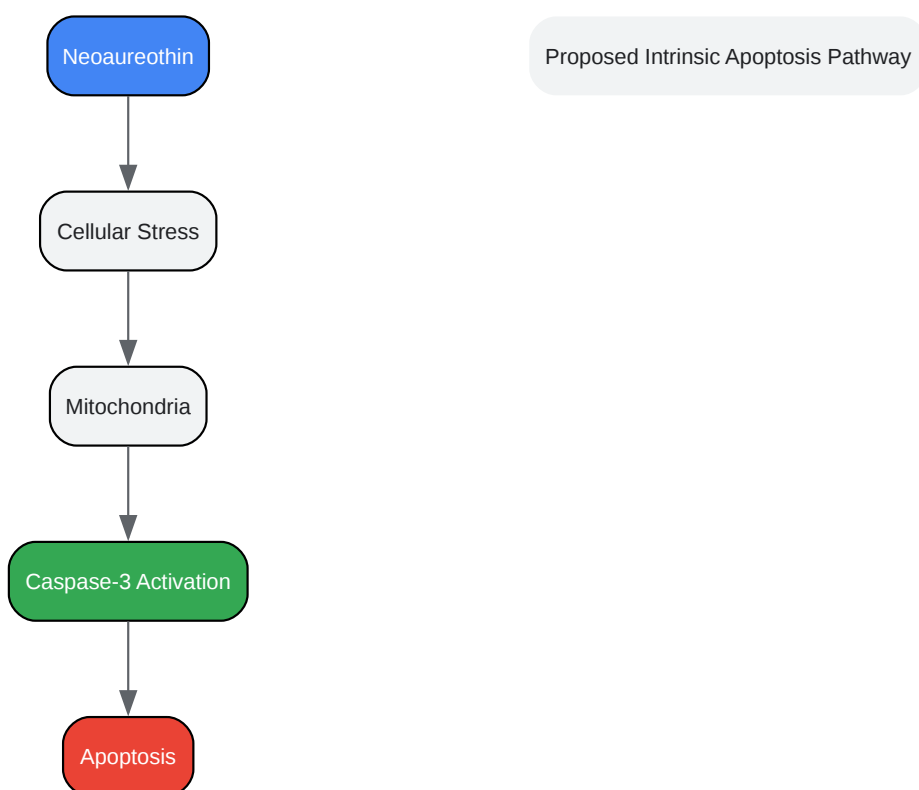 Neoaureothin
Proposed Intrinsic Apoptosis Pathway
Cellular Stress
Mitochondria
Caspase-3 Activation
Apoptosis